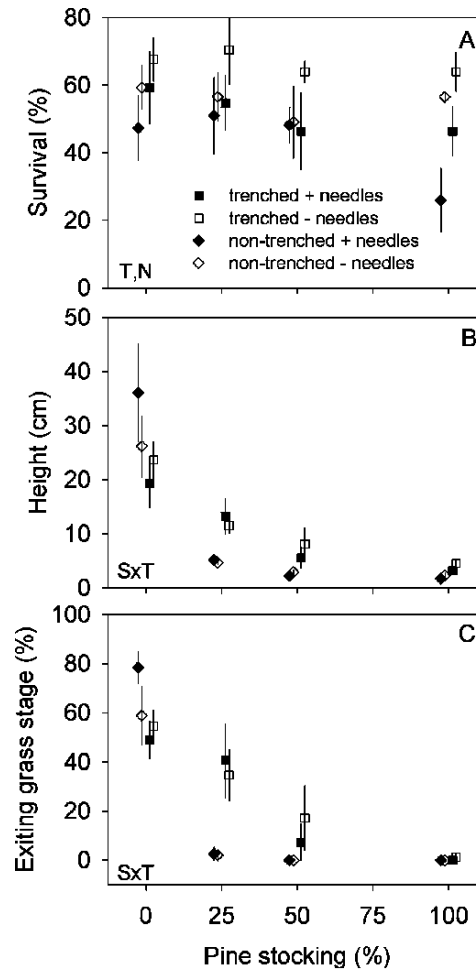 A
80
60
40
20
0
Survival (%)
trenched + needles
trenched - needles
non-trenched + needles
non-trenched - needles
T,N
B
50
40
30
20
10
0
Height (cm)
SxT
C
100
80
60
40
20
0
Exiting grass stage (%)
SxT
0 25 50 75 100
Pine stocking (%)